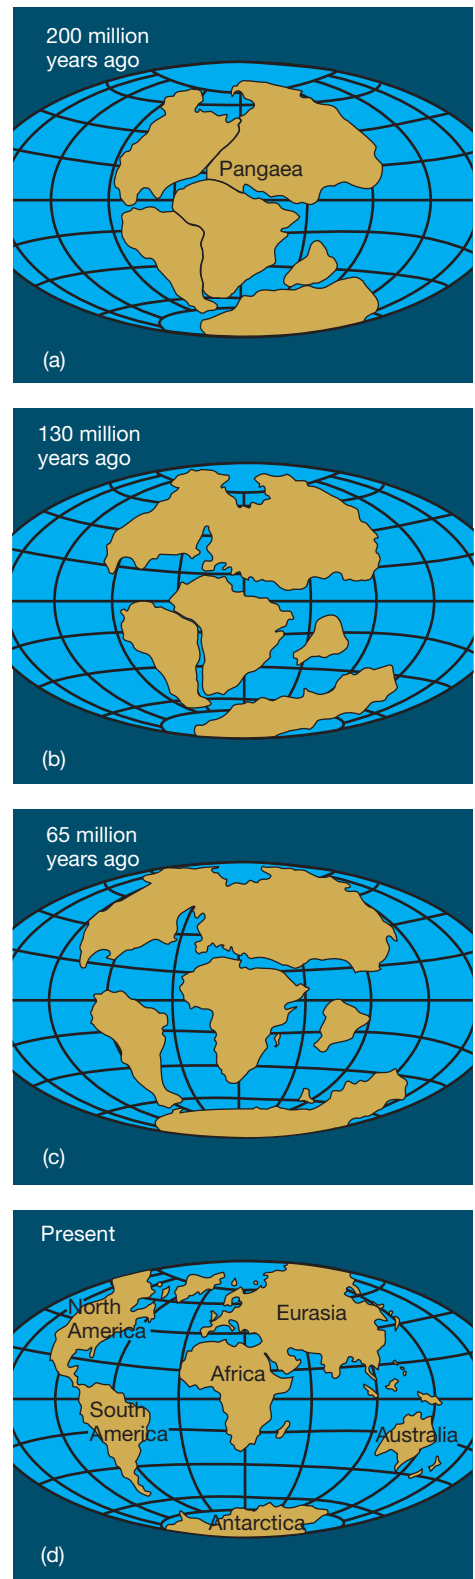 200 million
years ago
Pangaea
(a)
130 million
years ago
(b)
65 million
years ago
(c)
Present
North
America
Eurasia
Africa
South
America
Australia
Antarctica
(d)